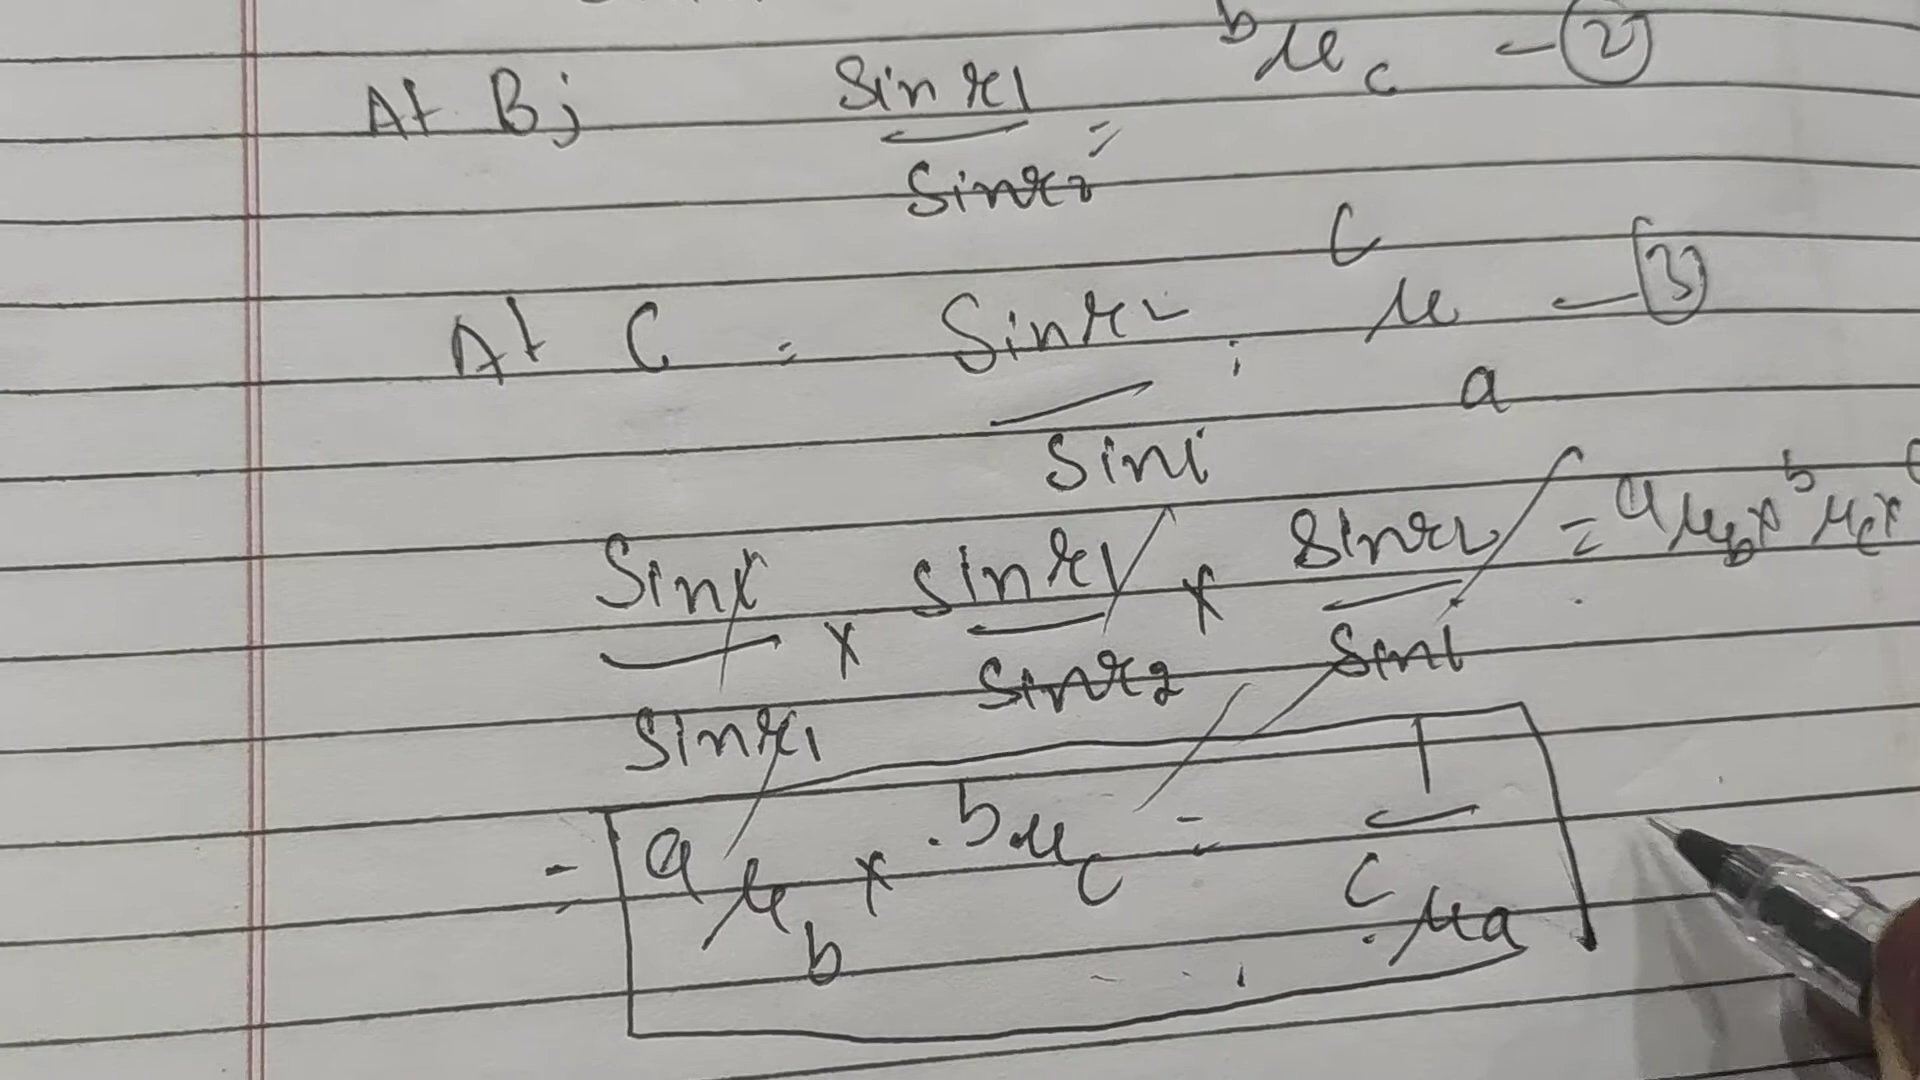 At B; sin r1 / sin r2 = bμc - ②
At C = sin r2 / sin i = cμa - ③
sin i / sin r1 x sin r1 / sin r2 x sin r2 / sin i = aμb x bμc x
= aμb x bμc = 1 / cμa